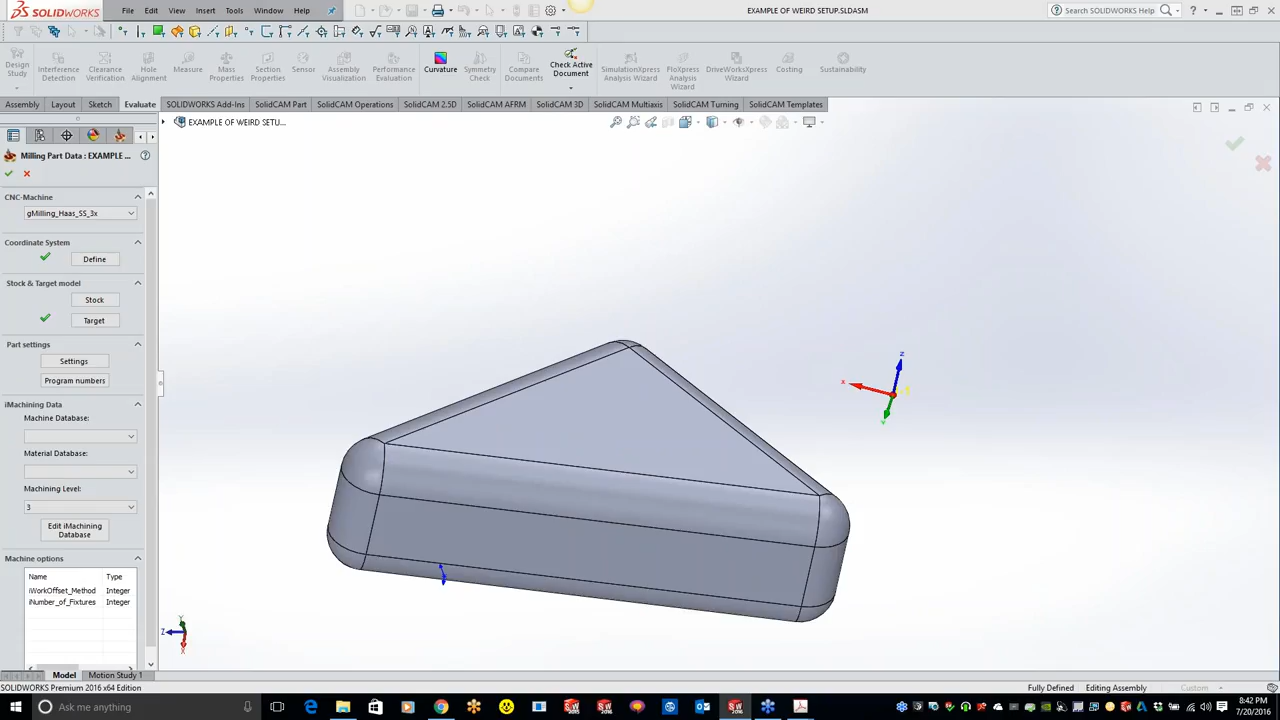 SOLIDWORKS
File Edit View Insert Tools Window Help
EXAMPLE OF WEIRD SETUP.SLDASM
Search SOLIDWORKS Help
Design Study
Interference Detection
Clearance Verification
Hole Alignment
Measure
Mass Properties
Section Properties
Sensor
Assembly Visualization
Performance Evaluation
Curvature
Symmetry Check
Compare Documents
Check Active Document
SimulationXpress Analysis Wizard
FloXpress Analysis Wizard
DriveWorksXpress Wizard
Costing
Sustainability
Assembly Layout Sketch Evaluate SOLIDWORKS Add-Ins SolidCAM Part SolidCAM Operations SolidCAM 2.5D SolidCAM AFRM SolidCAM 3D SolidCAM Multiaxis SolidCAM Turning SolidCAM Templates
EXAMPLE OF WEIRD SETU...
Milling Part Data : EXAMPLE ...
CNC-Machine
gMilling_Haas_SS_3x
Coordinate System
Define
Stock & Target model
Stock
Target
Part settings
Settings
Program numbers
iMachining Data
Machine Database:
Material Database:
Machining Level:
3
Edit iMachining
Database
Machine options
Name Type
iWorkOffset_Method Integer
iNumber_of_Fixtures Integer
Z
X
Y
Z
Y
X
Model Motion Study 1
SOLIDWORKS Premium 2016 x64 Edition
Fully Defined Editing Assembly Custom
Ask me anything
8:42 PM
7/20/2016